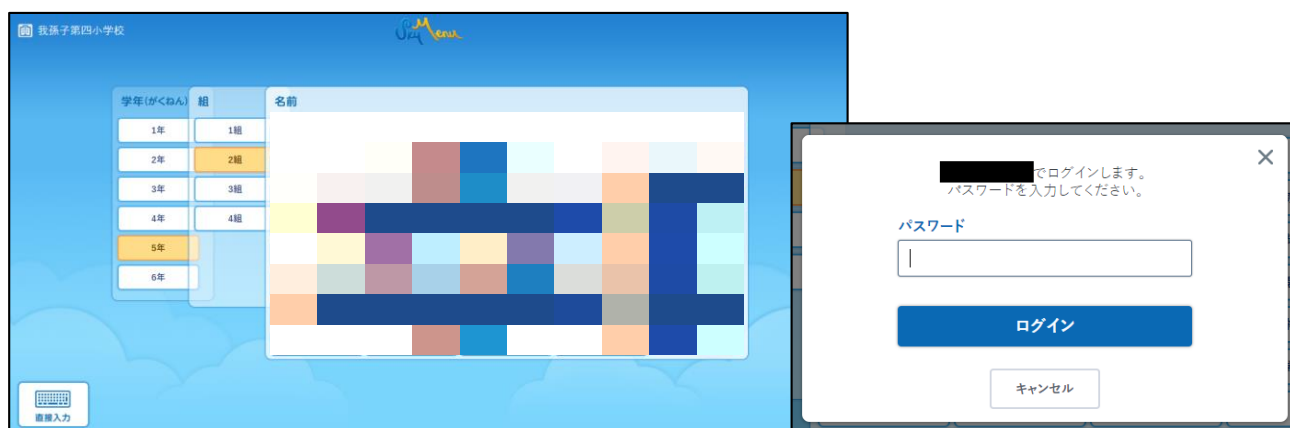 我孫子第四小学校
Sky Menu
学年(がくねん)
組
名前
1年
1組
2年
2組
3年
3組
4年
4組
5年
6年
直接入力
でログインします。
パスワードを入力してください。
パスワード
ログイン
キャンセル